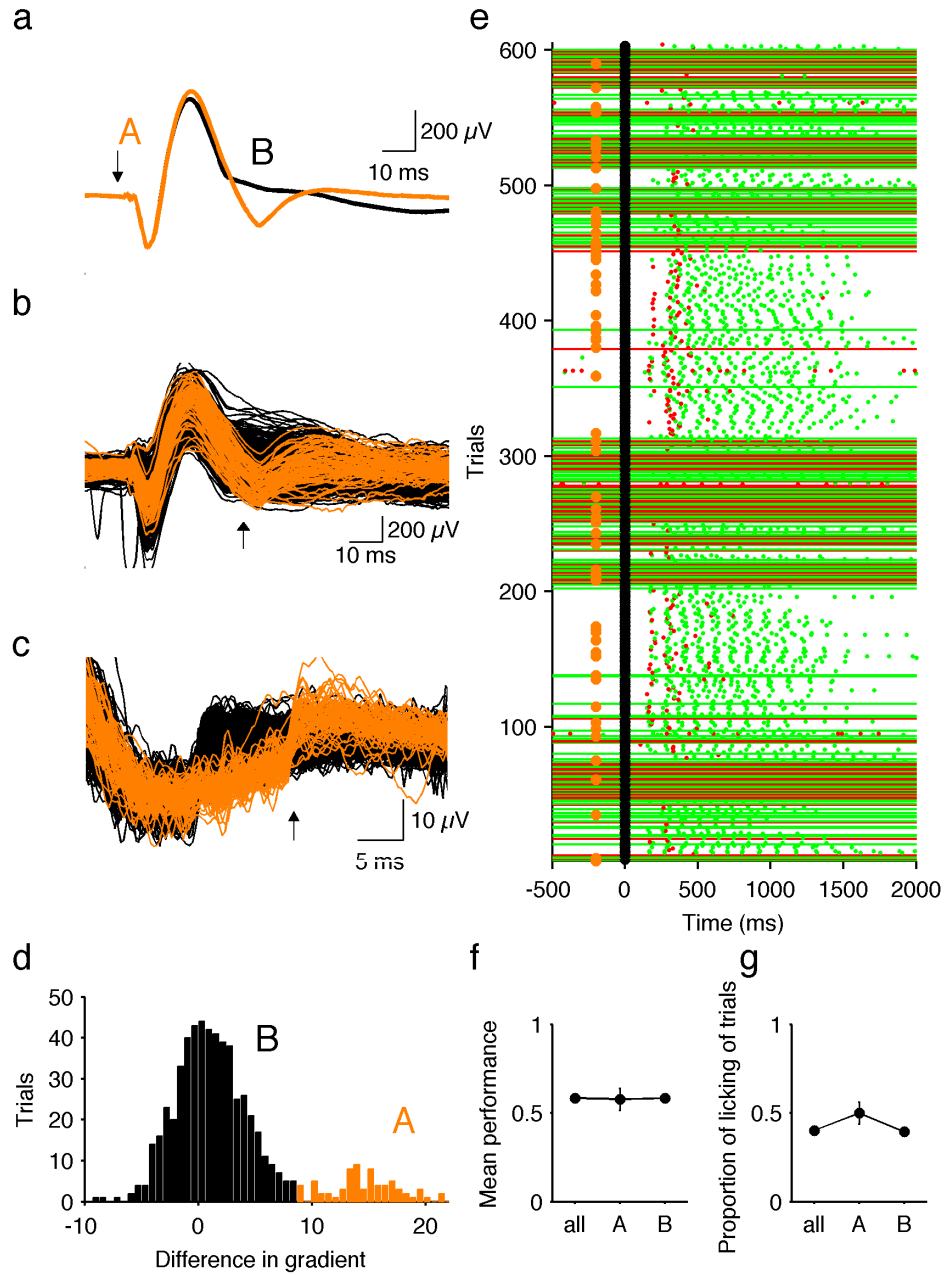 a
A
B
200 µV
10 ms
b
200 µV
10 ms
c
10 µV
5 ms
d
50
40
30
20
10
0
Trials
B
A
-10
0
10
20
Difference in gradient
e
600
500
400
300
200
100
Trials
-500
0
500
1000
1500
2000
Time (ms)
f
1
0.5
0
Mean performance
all
A
B
g
1
0.5
0
Proportion of licking of trials
all
A
B